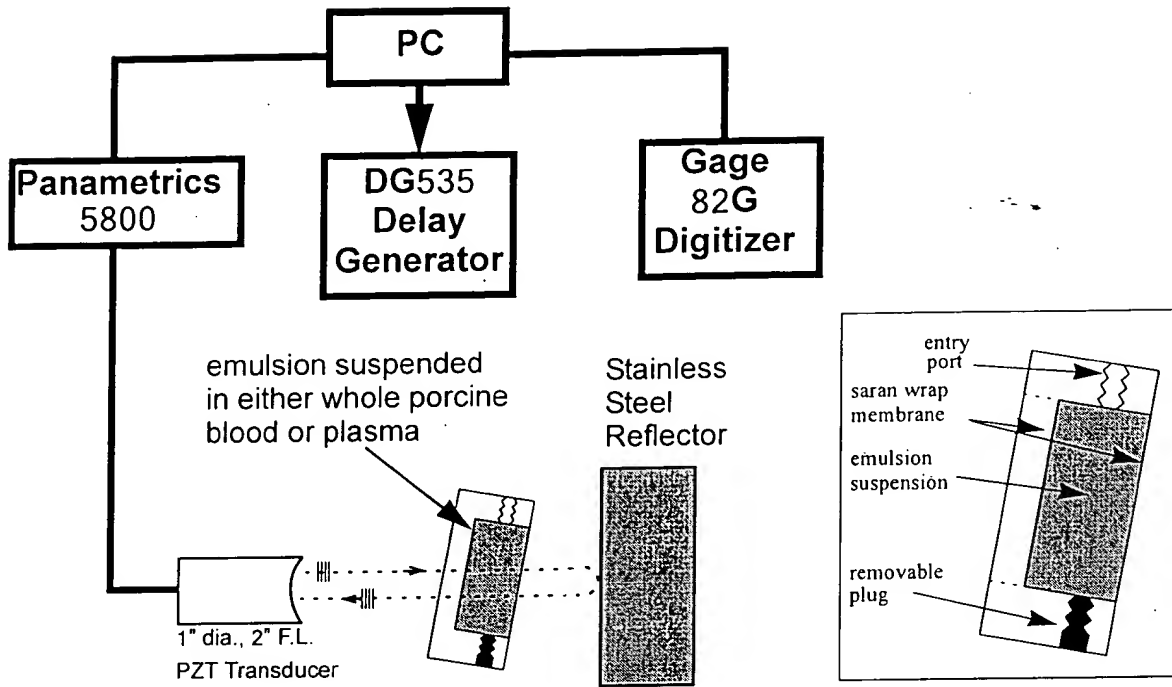 PC
Panametrics
5800
DG535
Delay
Generator
Gage
82G
Digitizer
emulsion suspended
in either whole porcine
blood or plasma
Stainless
Steel
Reflector
1" dia., 2" F.L.
PZT Transducer
entry
port
saran wrap
membrane
emulsion
suspension
removable
plug